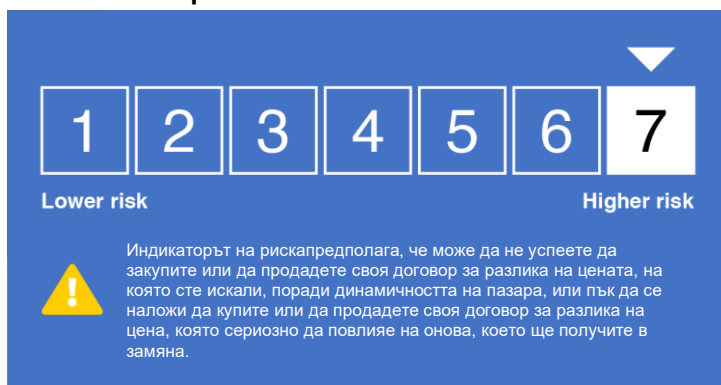 1 2 3 4 5 6 7
Lower risk Higher risk
Индикаторът на рискапредполага, че може да не успеете да
закупите или да продадете своя договор за разлика на цената, на
която сте искали, поради динамичността на пазара, или пък да се
наложи да купите или да продадете своя договор за разлика на
цена, която сериозно да повлияе на онова, което ще получите в
замяна.